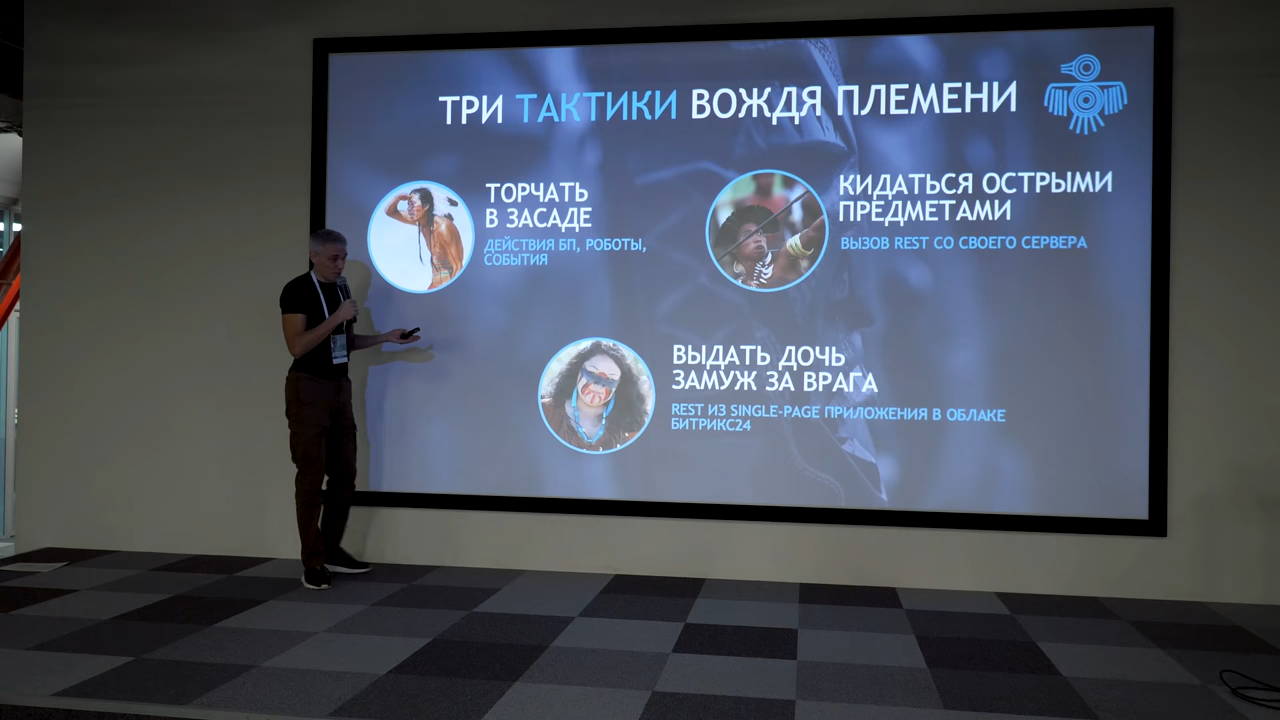 ТРИ ТАКТИКИ ВОЖДЯ ПЛЕМЕНИ
ТОРЧАТЬ
В ЗАСАДЕ
ДЕЙСТВИЯ БП, РОБОТЫ,
СОБЫТИЯ
КИДАТЬСЯ ОСТРЫМИ
ПРЕДМЕТАМИ
ВЫЗОВ REST СО СВОЕГО СЕРВЕРА
ВЫДАТЬ ДОЧЬ
ЗАМУЖ ЗА ВРАГА
REST ИЗ SINGLE-PAGE ПРИЛОЖЕНИЯ В ОБЛАКЕ
БИТРИКС24